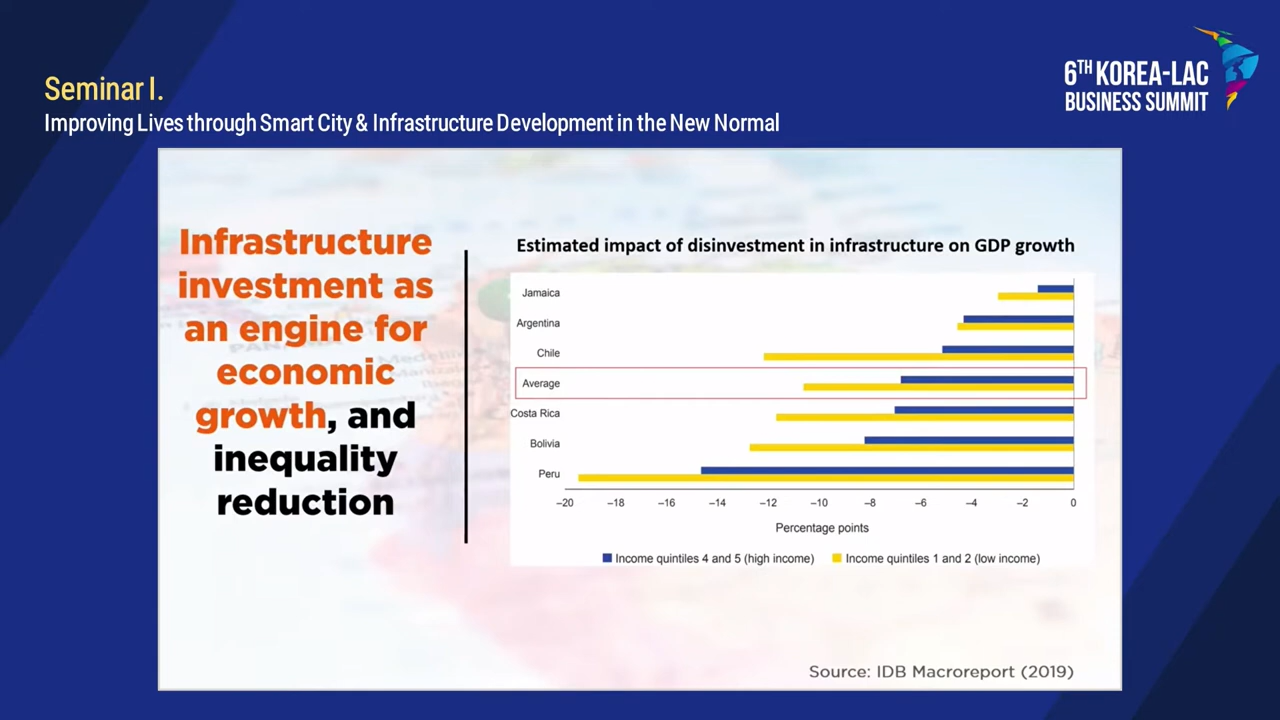 Seminar I.
Improving Lives through Smart City & Infrastructure Development in the New Normal
6TH KOREA-LAC
BUSINESS SUMMIT
Infrastructure
investment as
an engine for
economic
growth, and
inequality
reduction
Estimated impact of disinvestment in infrastructure on GDP growth
Jamaica
Argentina
Chile
Average
Costa Rica
Bolivia
Peru
–20 –18 –16 –14 –12 –10 –8 –6 –4 –2 0
Percentage points
Income quintiles 4 and 5 (high income) Income quintiles 1 and 2 (low income)
Source: IDB Macroreport (2019)